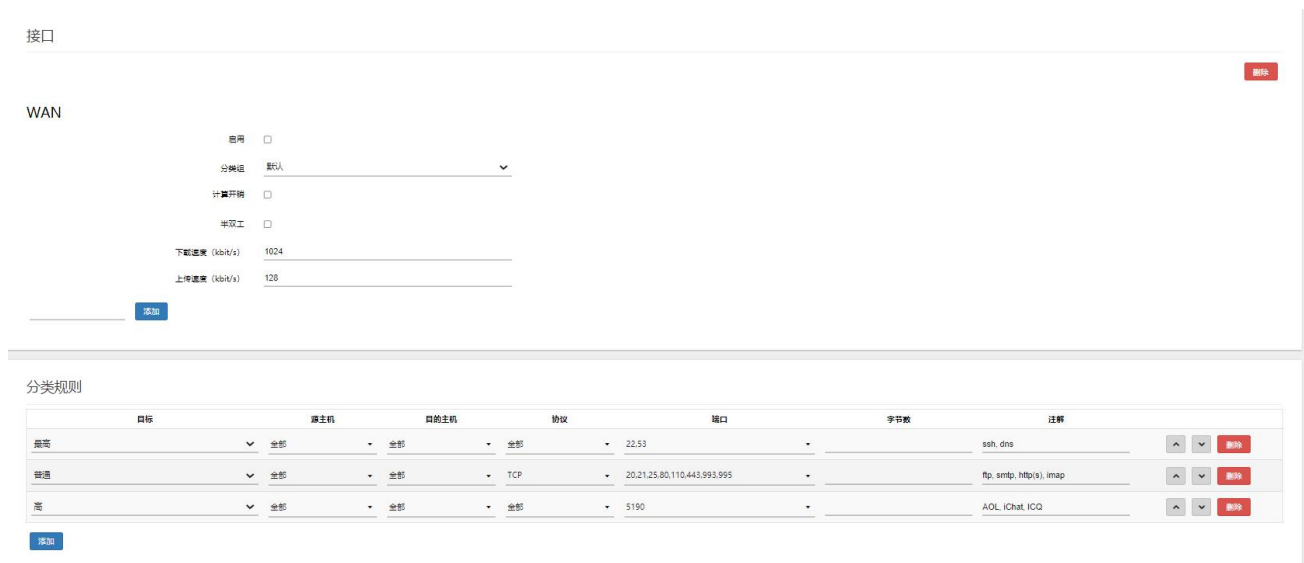 接口
删除
WAN
启用
分类组 默认
计算开销
半双工
下载速度（kbit/s） 1024
上传速度（kbit/s） 128
添加
分类规则
目标 源主机 目的主机 协议 端口 字节数 注解
最高 全部 全部 全部 22,53 ssh, dns 删除
普通 全部 全部 TCP 20,21,25,80,110,443,993,995 ftp, smtp, http(s), imap 删除
高 全部 全部 全部 5190 AOL, iChat, ICQ 删除
添加